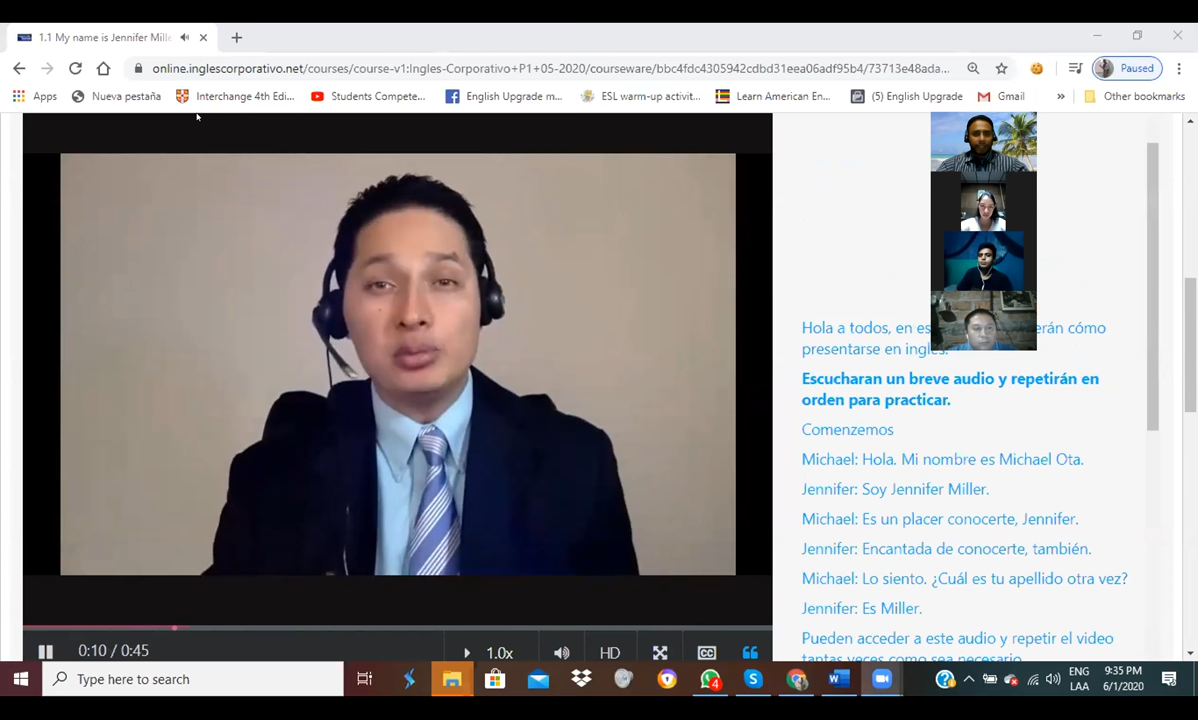 1.1 My name is Jennifer Mille
online.inglescorporativo.net/courses/course-v1:Ingles-Corporativo+P1+05-2020/courseware/bbc4fdc4305942cdbd31eea06adf95b4/73713e48ada...
Paused
Apps
Nueva pestaña
Interchange 4th Edi...
Students Compete...
English Upgrade m...
ESL warm-up activit...
Learn American En...
(5) English Upgrade
Gmail
»
Other bookmarks
Hola a todos, en es erán cómo
presentarse en inglés.
Escucharan un breve audio y repetirán en
orden para practicar.
Comenzemos
Michael: Hola. Mi nombre es Michael Ota.
Jennifer: Soy Jennifer Miller.
Michael: Es un placer conocerte, Jennifer.
Jennifer: Encantada de conocerte, también.
Michael: Lo siento. ¿Cuál es tu apellido otra vez?
Jennifer: Es Miller.
Pueden acceder a este audio y repetir el video
tantas veces como sea necesario
0:10 / 0:45
1.0x
HD
CC
Type here to search
4
ENG
LAA
9:35 PM
6/1/2020